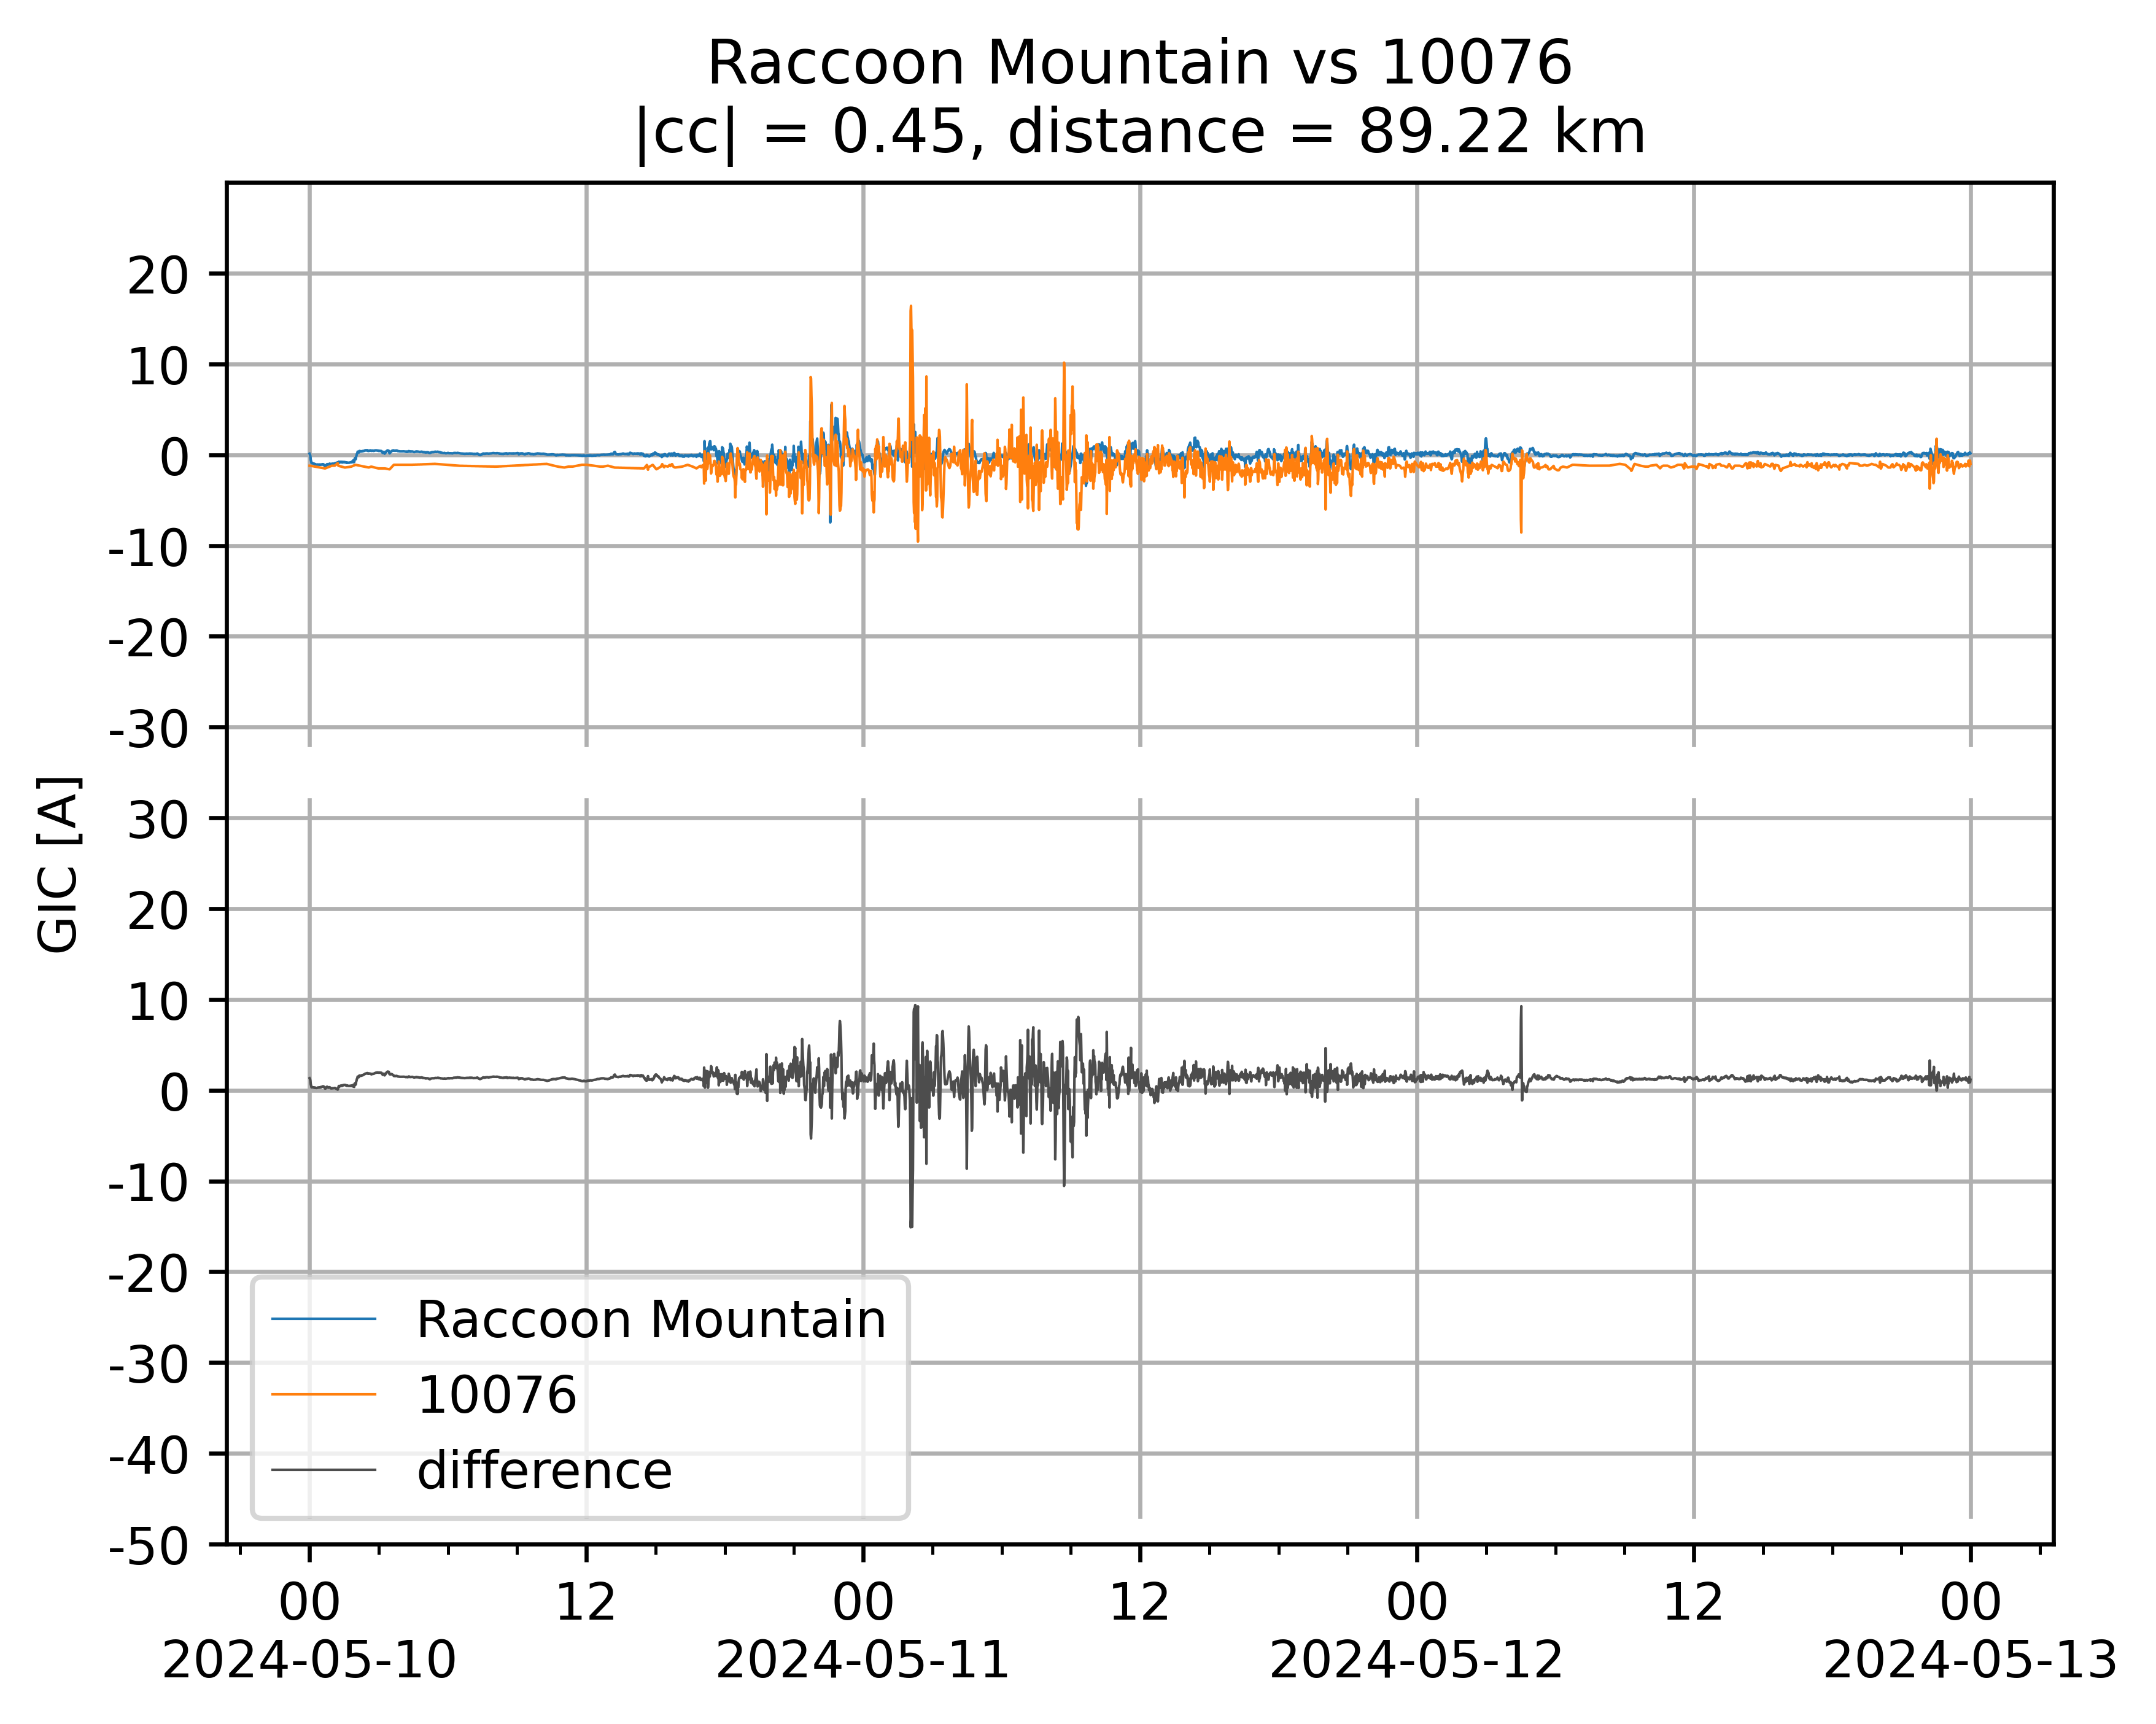 Raccoon Mountain vs 10076
|cc| = 0.45, distance = 89.22 km
GIC [A]
20
10
0
-10
-20
-30
30
20
10
0
-10
-20
-30
-40
-50
Raccoon Mountain
10076
difference
00 12 00 12 00 12 00
2024-05-10 2024-05-11 2024-05-12 2024-05-13